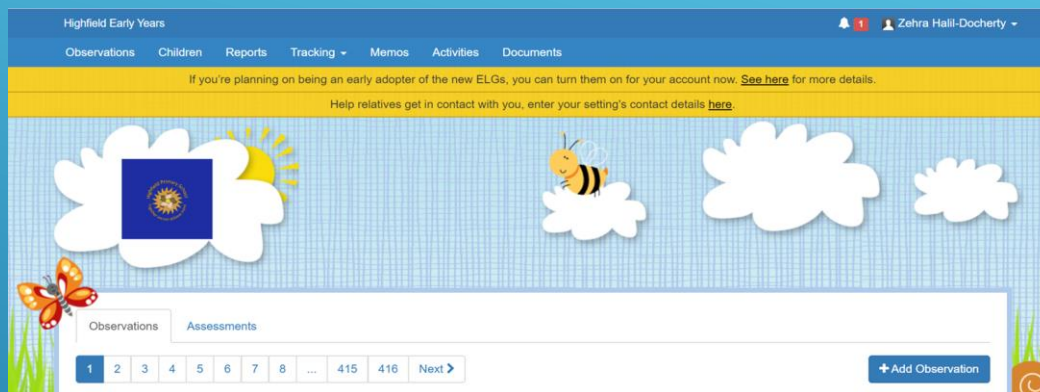 Highfield Early Years
1
Zehra Halil-Docherty
Observations Children Reports Tracking Memos Activities Documents
If you're planning on being an early adopter of the new ELGs, you can turn them on for your account now. See here for more details.
Help relatives get in contact with you, enter your setting's contact details here.
Highfield Primary School
Observations Assessments
1 2 3 4 5 6 7 8 ... 415 416 Next
+ Add Observation